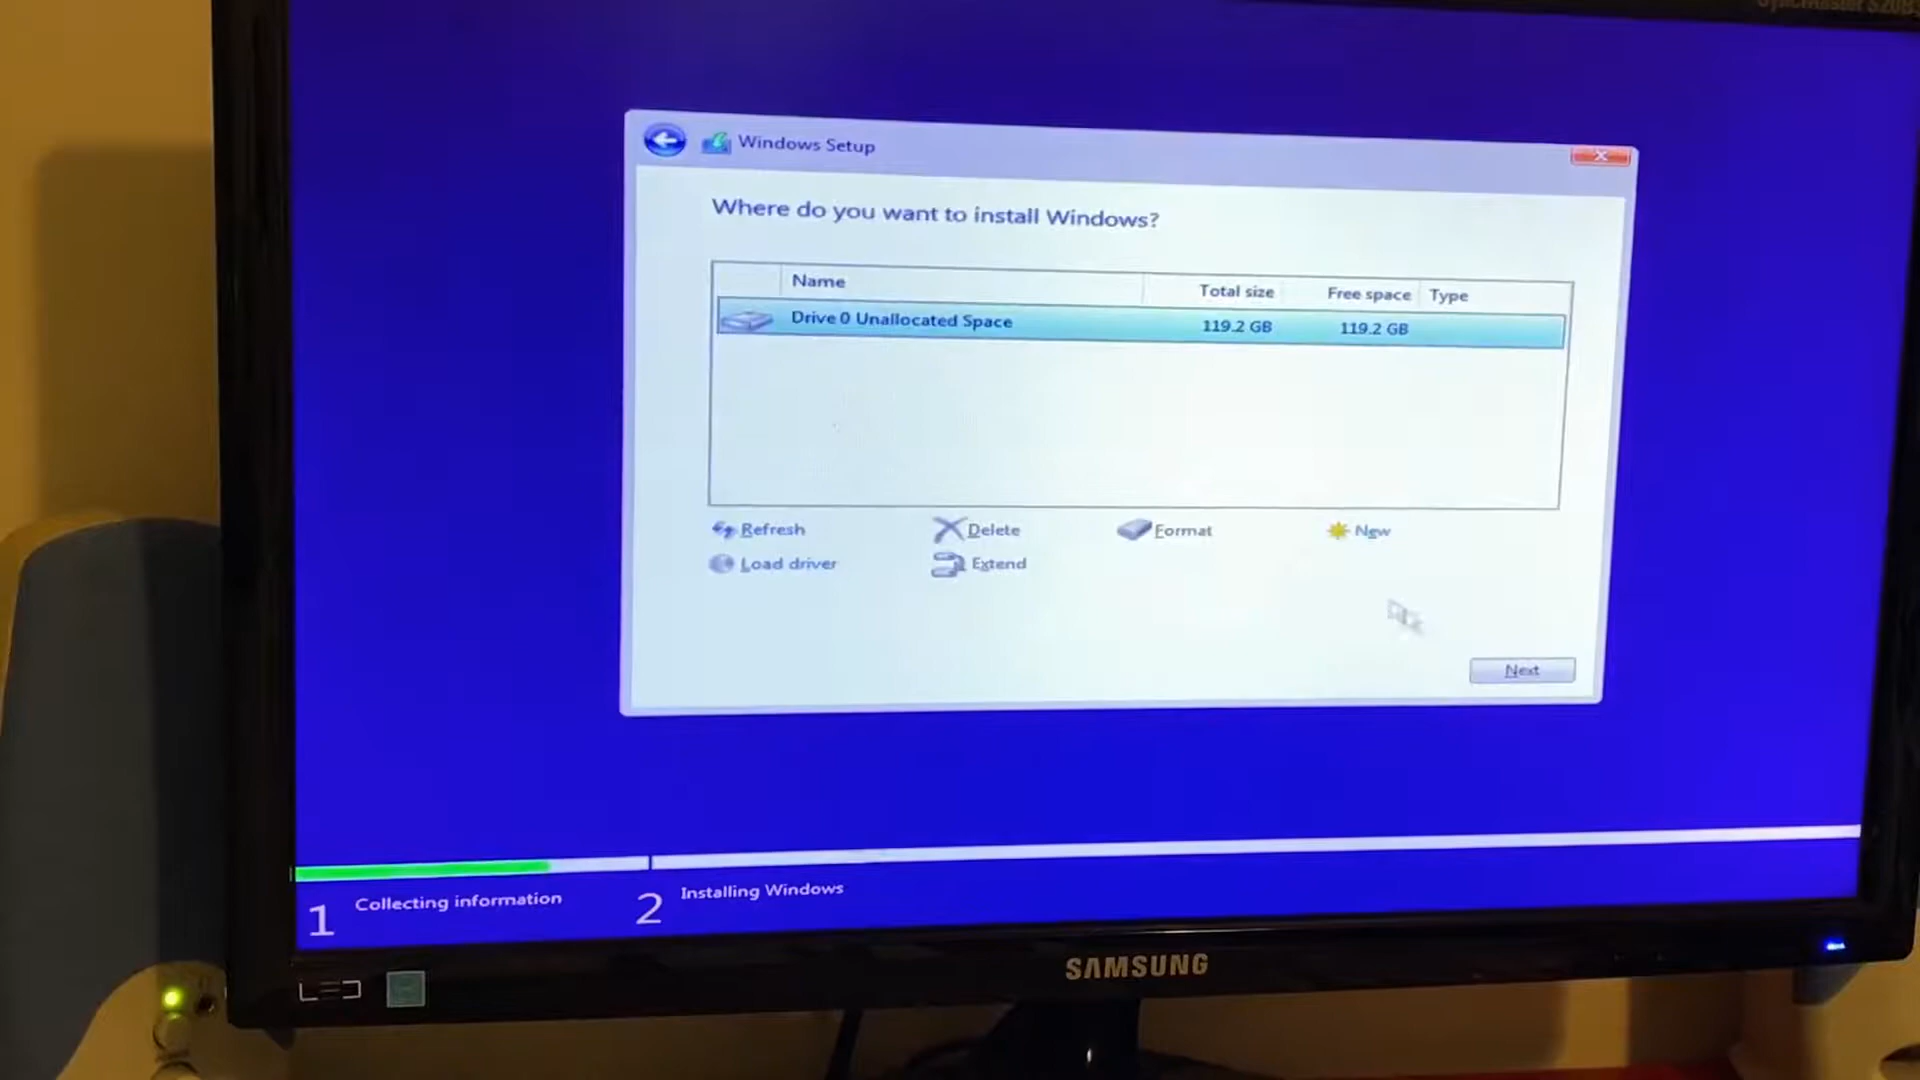 Windows Setup
Where do you want to install Windows?
Name Total size Free space Type
Drive 0 Unallocated Space 119.2 GB 119.2 GB
Refresh Delete Format New
Load driver Extend
Next
1 Collecting information 2 Installing Windows
SAMSUNG
LED